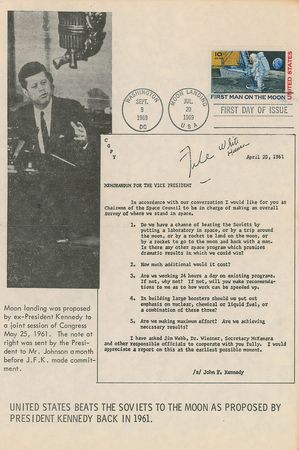 WASHINGTON
SEPT.
9
1969
DC
MOON LANDING
JUL.
20
1969
USA
10¢
UNITED STATES
FIRST MAN ON THE MOON
FIRST DAY OF ISSUE
C
O
P
Y
File White
House
April 20, 1961
MEMORANDUM FOR THE VICE PRESIDENT
In accordance with our conversation I would like for you as
Chairman of the Space Council to be in charge of making an overall
survey of where we stand in space.
1. Do we have a chance of beating the Soviets by
putting a laboratory in space, or by a trip around
the moon, or by a rocket to land on the moon, or
by a rocket to go to the moon and back with a man.
Is there any other space program which promises
dramatic results in which we could win?
2. How much additional would it cost?
3. Are we working 24 hours a day on existing programs.
If not, why not? If not, will you make recommenda-
tions to me as to how work can be speeded up.
4. In building large boosters should we put out
emphasis on nuclear, chemical or liquid fuel, or
a combination of these three?
5. Are we making maximum effort? Are we achieving
necessary results?
I have asked Jim Webb, Dr. Wiesner, Secretary McNamara
and other responsible officials to cooperate with you fully. I would
appreciate a report on this at the earliest possible moment.
/s/ John F. Kennedy
Moon landing was proposed
by ex-President Kennedy to
a joint session of Congress
May 25, 1961. The note at
right was sent by the Presi-
dent to Mr. Johnson a month
before J.F.K. made commit-
ment.
UNITED STATES BEATS THE SOVIETS TO THE MOON AS PROPOSED BY
PRESIDENT KENNEDY BACK IN 1961.